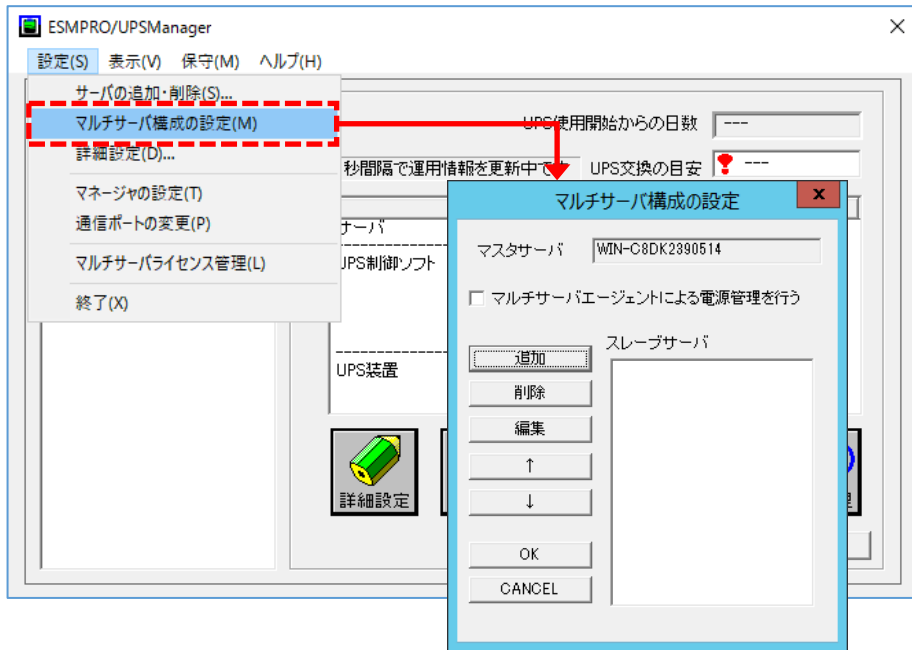 ESMPRO/UPSManager
設定(S) 表示(V) 保守(M) ヘルプ(H)
サーバの追加・削除(S)...
マルチサーバ構成の設定(M)
詳細設定(D)...
マネージャの設定(T)
通信ポートの変更(P)
マルチサーバライセンス管理(L)
終了(X)
UPS使用開始からの日数 ---
秒間隔で運用情報を更新中です UPS交換の目安 ---
サーバ
UPS制御ソフト
UPS装置
詳細設定
マルチサーバ構成の設定
x
マスタサーバ WIN-C8DK2890514
マルチサーバエージェントによる電源管理を行う
スレーブサーバ
追加
削除
編集
↑
↓
OK
CANCEL